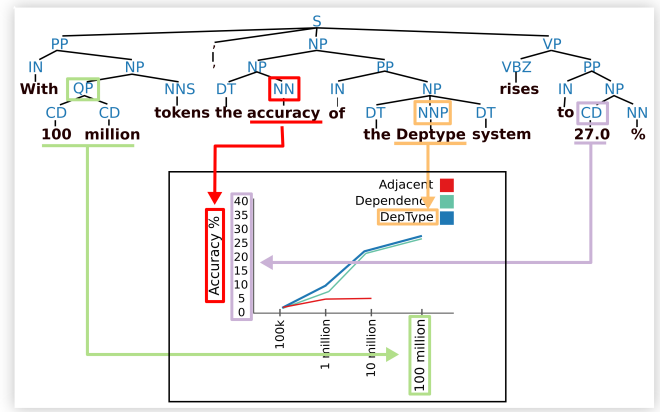 S
PP , NP VP
IN NP NP PP VBZ PP
With QP NNS DT NN IN NP rises IN NP
CD CD tokens the accuracy of DT NNP DT to CD NN
100 million the Deptype system 27.0 %
Adjacent
Dependency
DepType
Accuracy %
40
35
30
25
20
15
10
5
0
100k
1 million
10 million
100 million